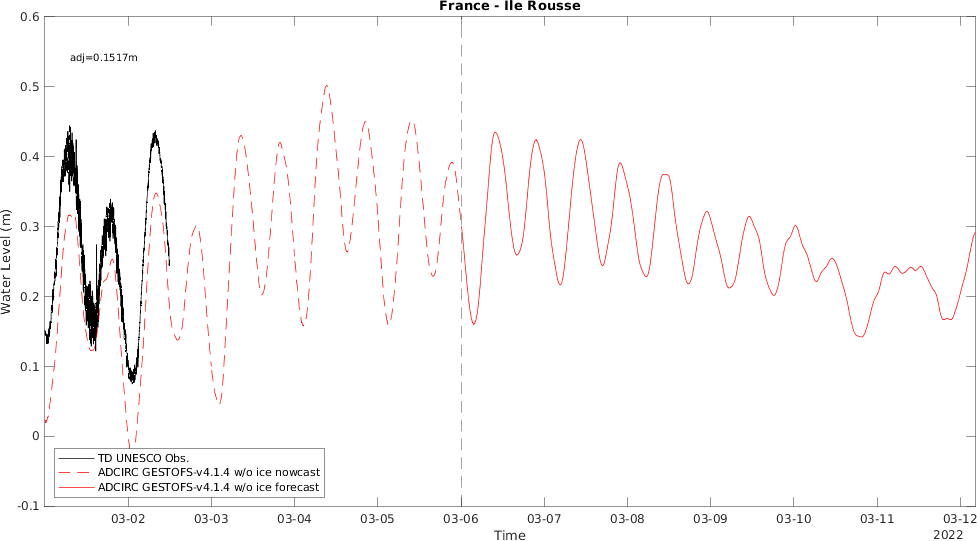 France - Ile Rousse
adj=0.1517m
Water Level (m)
0.6
0.5
0.4
0.3
0.2
0.1
0
-0.1
TD UNESCO Obs.
ADCIRC GESTOFS-v4.1.4 w/o ice nowcast
ADCIRC GESTOFS-v4.1.4 w/o ice forecast
03-02 03-03 03-04 03-05 03-06 03-07 03-08 03-09 03-10 03-11 03-12
Time
2022